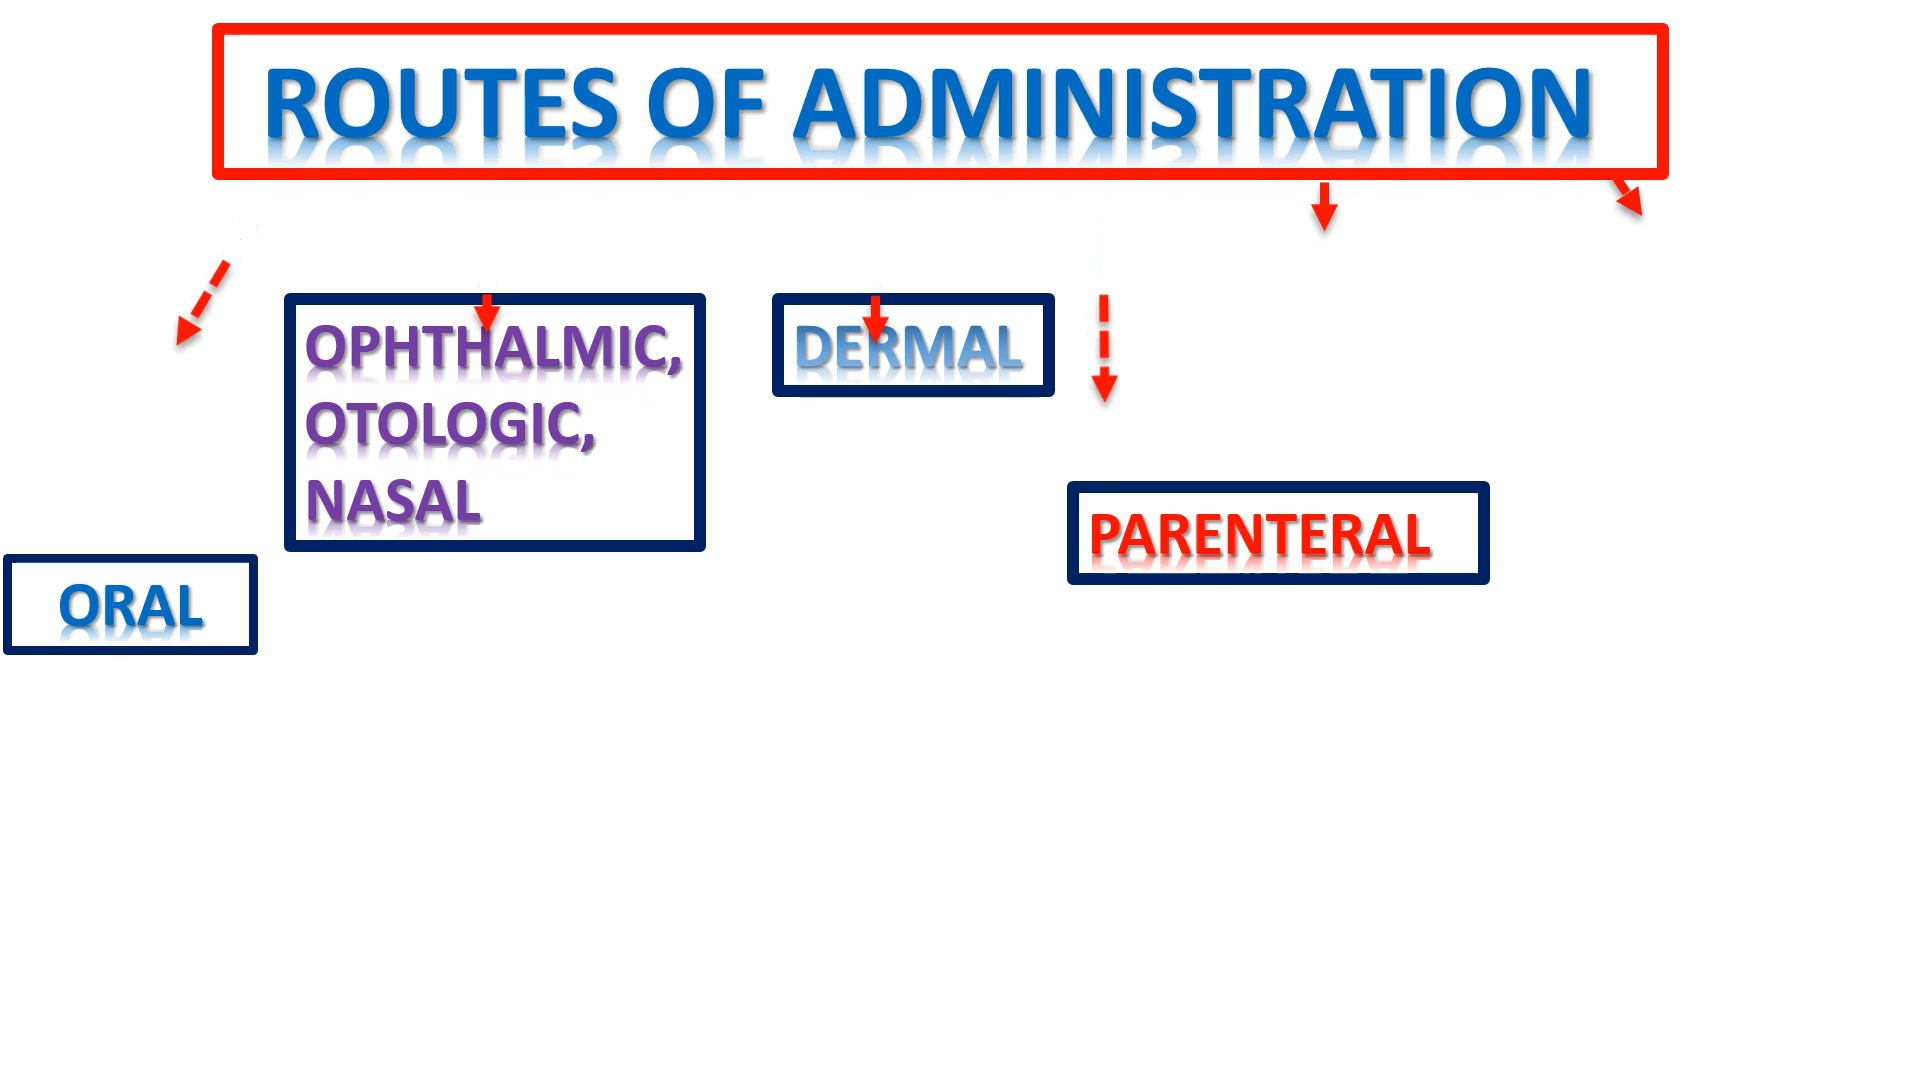 ROUTES OF ADMINISTRATION
OPHTHALMIC,
OTOLOGIC,
NASAL
DERMAL
PARENTERAL
ORAL